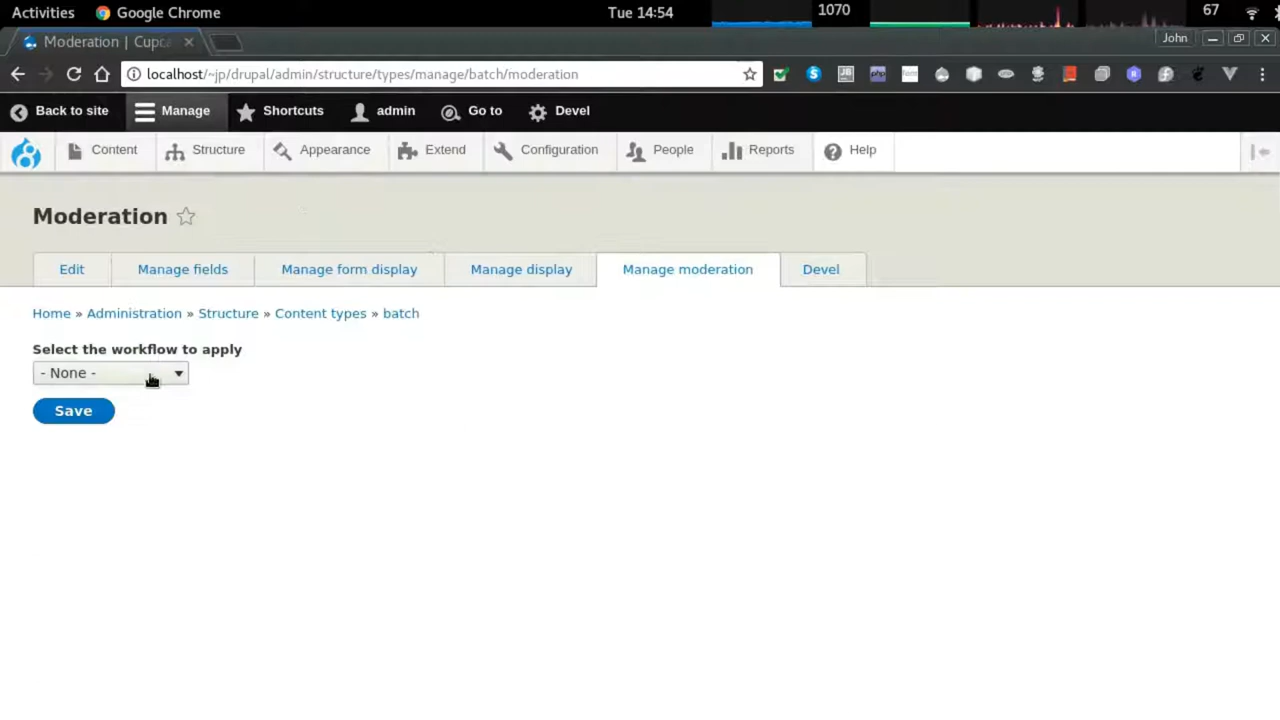 Activities Google Chrome Tue 14:54 1070 67
Moderation | Cupca John
localhost/~jp/drupal/admin/structure/types/manage/batch/moderation
Back to site Manage Shortcuts admin Go to Devel
Content Structure Appearance Extend Configuration People Reports Help
Moderation
Edit Manage fields Manage form display Manage display Manage moderation Devel
Home » Administration » Structure » Content types » batch
Select the workflow to apply
- None -
Save